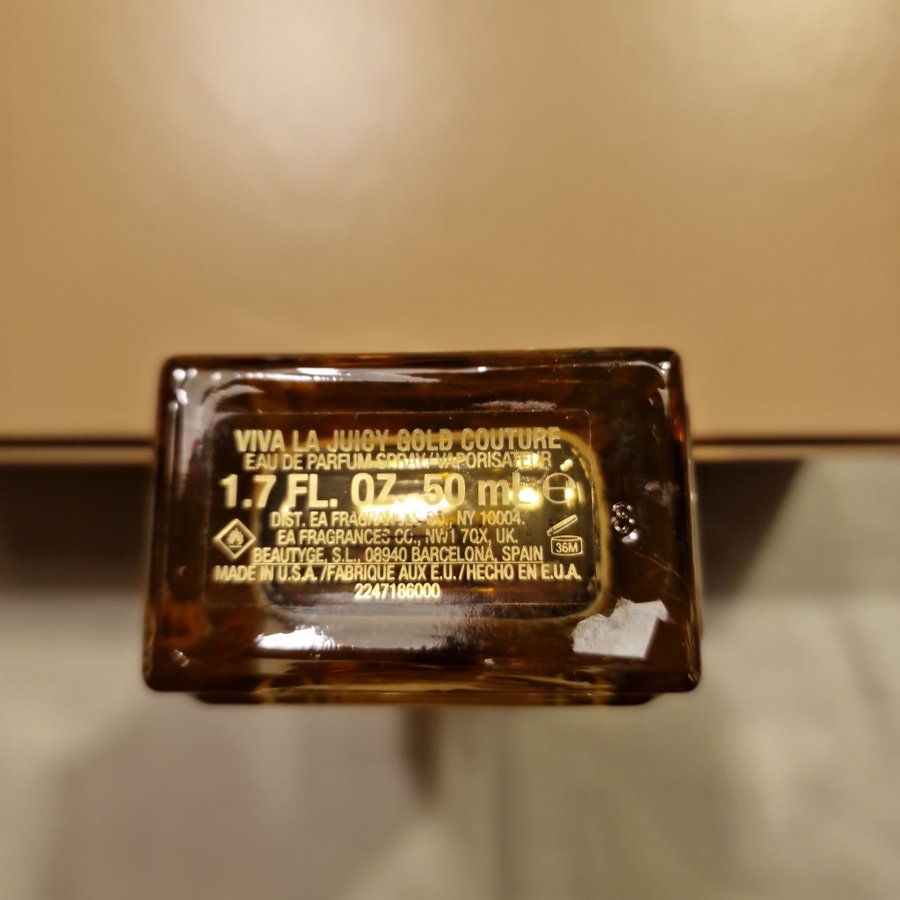 VIVA LA JUICY GOLD COUTURE
EAU DE PARFUM SPRAY/VAPORISATEUR
1.7 FL. OZ. 50 ml e
DIST. EA FRAGRANCES CO., NY 10004.
EA FRAGRANCES CO., NW1 7QX, UK.
BEAUTYGE, S.L., 08940 BARCELONA, SPAIN
36M
MADE IN U.S.A./FABRIQUE AUX E.U./HECHO EN E.U.A.
2247186000
8